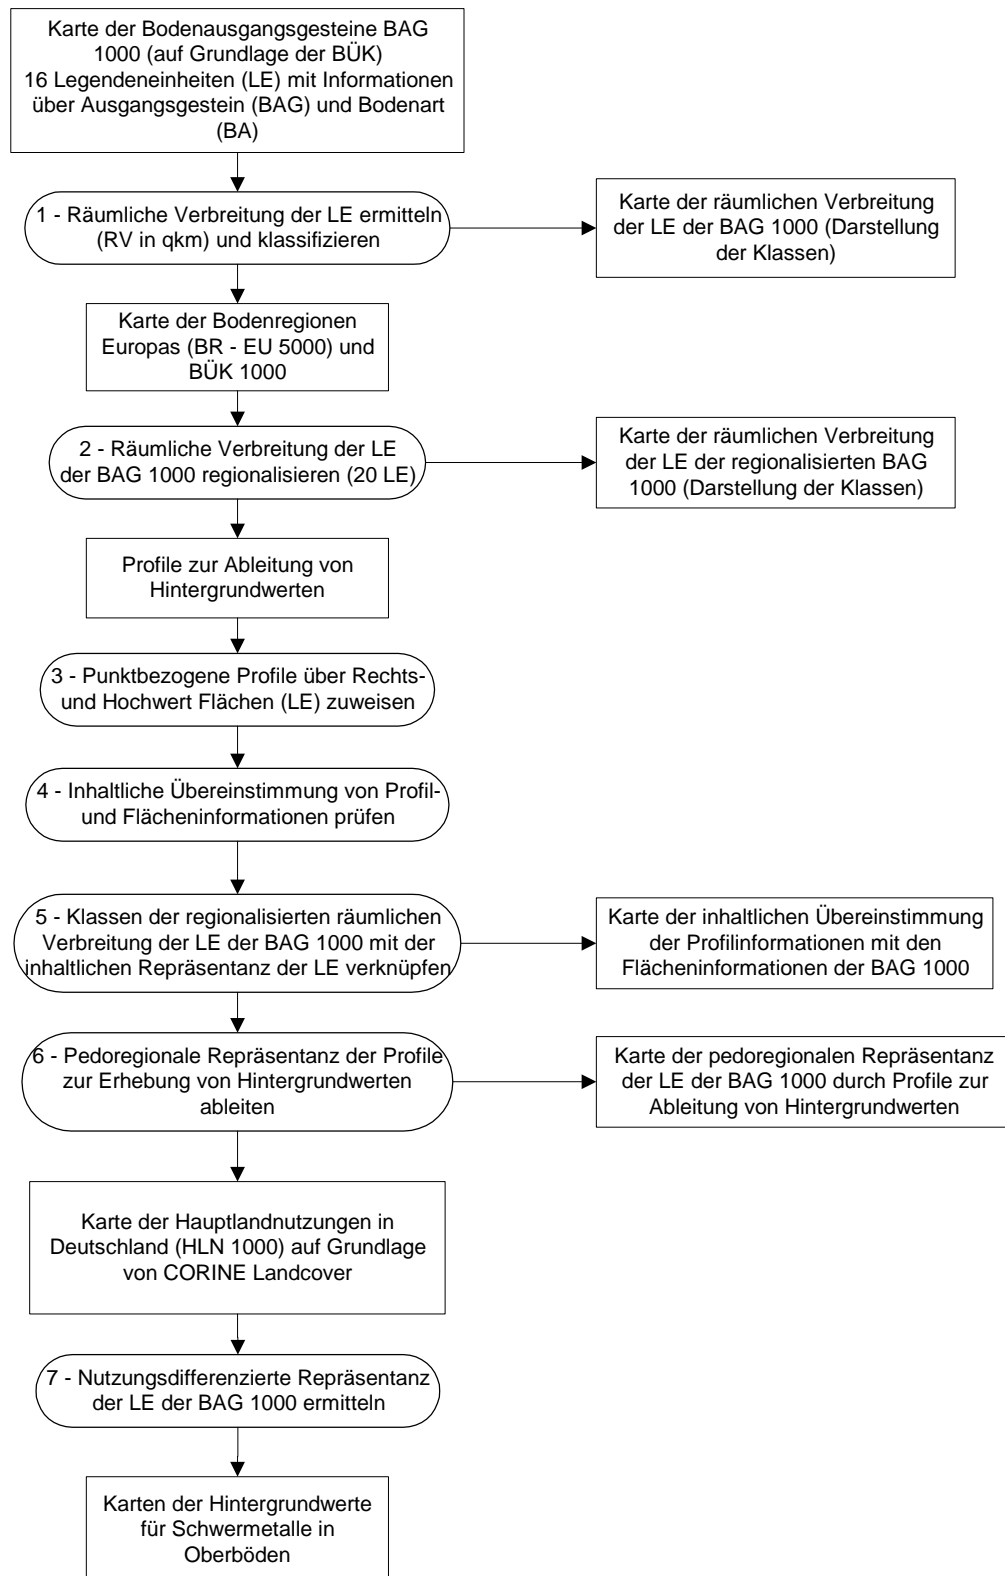 Karte der Bodenausgangsgesteine BAG
1000 (auf Grundlage der BÜK)
16 Legendeneinheiten (LE) mit Informationen
über Ausgangsgestein (BAG) und Bodenart
(BA)
1 - Räumliche Verbreitung der LE ermitteln
(RV in qkm) und klassifizieren
Karte der räumlichen Verbreitung
der LE der BAG 1000 (Darstellung
der Klassen)
Karte der Bodenregionen
Europas (BR - EU 5000) und
BÜK 1000
2 - Räumliche Verbreitung der LE
der BAG 1000 regionalisieren (20 LE)
Karte der räumlichen Verbreitung
der LE der regionalisierten BAG
1000 (Darstellung der Klassen)
Profile zur Ableitung von
Hintergrundwerten
3 - Punktbezogene Profile über Rechts-
und Hochwert Flächen (LE) zuweisen
4 - Inhaltliche Übereinstimmung von Profil-
und Flächeninformationen prüfen
5 - Klassen der regionalisierten räumlichen
Verbreitung der LE der BAG 1000 mit der
inhaltlichen Repräsentanz der LE verknüpfen
Karte der inhaltlichen Übereinstimmung
der Profilinformationen mit den
Flächeninformationen der BAG 1000
6 - Pedoregionale Repräsentanz der Profile
zur Erhebung von Hintergrundwerten
ableiten
Karte der pedoregionalen Repräsentanz
der LE der BAG 1000 durch Profile zur
Ableitung von Hintergrundwerten
Karte der Hauptlandnutzungen in
Deutschland (HLN 1000) auf Grundlage
von CORINE Landcover
7 - Nutzungsdifferenzierte Repräsentanz
der LE der BAG 1000 ermitteln
Karten der Hintergrundwerte
für Schwermetalle in
Oberböden